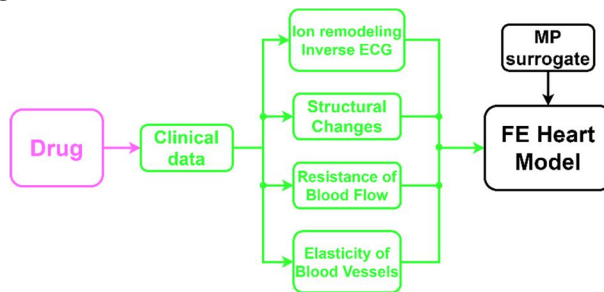 Drug
Clinical
data
Ion remodeling
Inverse ECG
Structural
Changes
Resistance of
Blood Flow
Elasticity of
Blood Vessels
MP
surrogate
FE Heart
Model